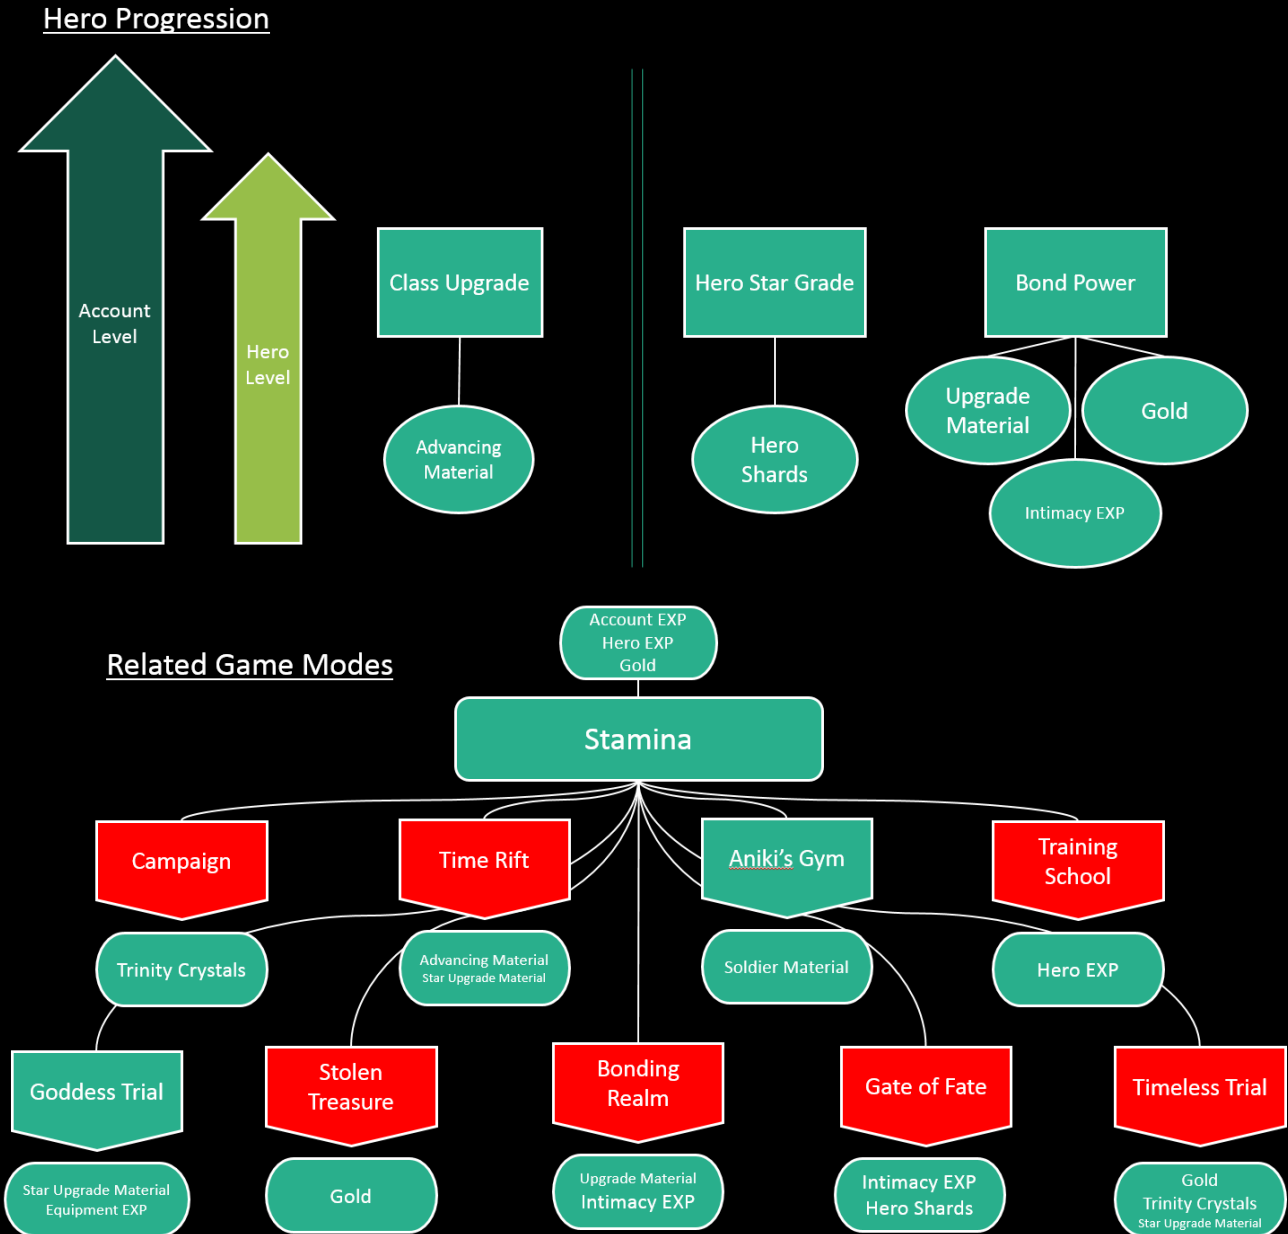 Hero Progression
Account
Level
Hero
Level
Class Upgrade
Advancing
Material
Hero Star Grade
Hero
Shards
Bond Power
Upgrade
Material
Gold
Intimacy EXP
Related Game Modes
Account EXP
Hero EXP
Gold
Stamina
Campaign
Time Rift
Aniki's Gym
Training
School
Trinity Crystals
Advancing Material
Star Upgrade Material
Soldier Material
Hero EXP
Goddess Trial
Stolen
Treasure
Bonding
Realm
Gate of Fate
Timeless Trial
Star Upgrade Material
Equipment EXP
Gold
Upgrade Material
Intimacy EXP
Intimacy EXP
Hero Shards
Gold
Trinity Crystals
Star Upgrade Material